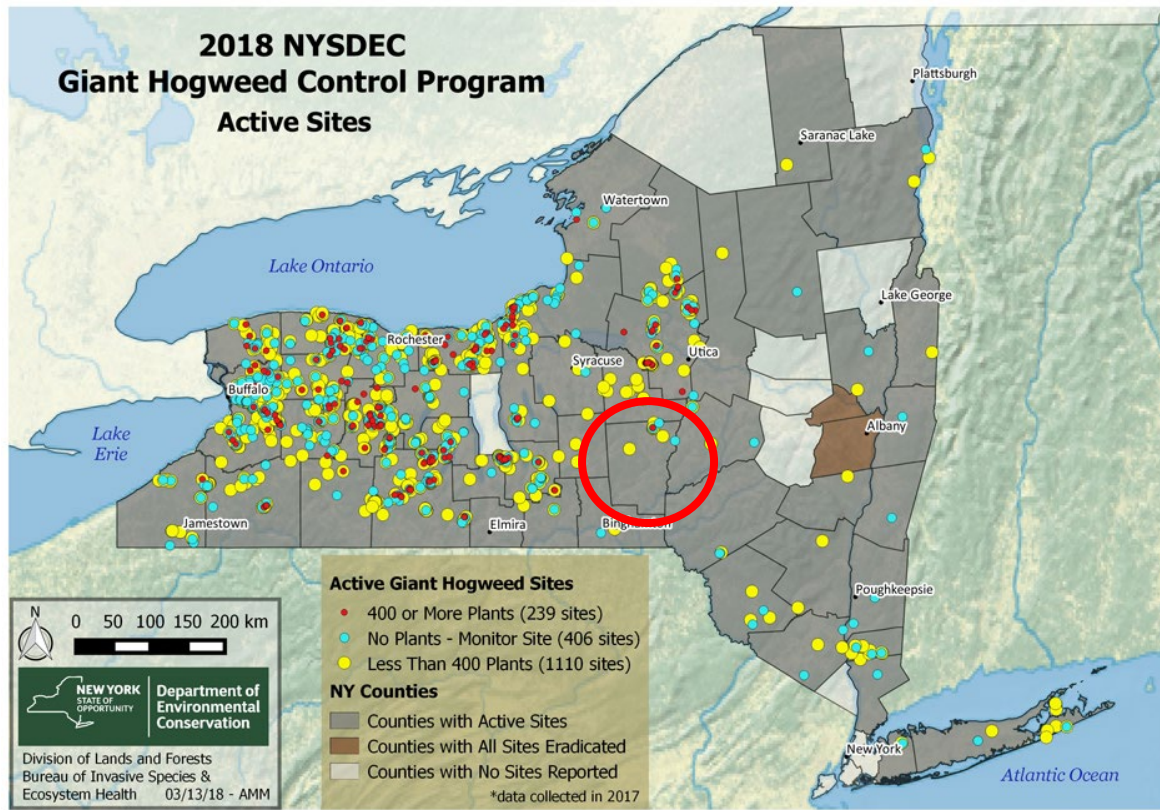 2018 NYSDEC
Giant Hogweed Control Program
Active Sites
Plattsburgh
Saranac Lake
Watertown
Lake Ontario
Lake George
Rochester
Syracuse
Utica
Buffalo
Albany
Lake
Erie
Jamestown
Elmira
Binghamton
Poughkeepsie
New York
Atlantic Ocean
Active Giant Hogweed Sites
400 or More Plants (239 sites)
No Plants - Monitor Site (406 sites)
Less Than 400 Plants (1110 sites)
NY Counties
Counties with Active Sites
Counties with All Sites Eradicated
Counties with No Sites Reported
*data collected in 2017
N
0 50 100 150 200 km
NEW YORK
STATE OF
OPPORTUNITY
Department of
Environmental
Conservation
Division of Lands and Forests
Bureau of Invasive Species &
Ecosystem Health 03/13/18 - AMM